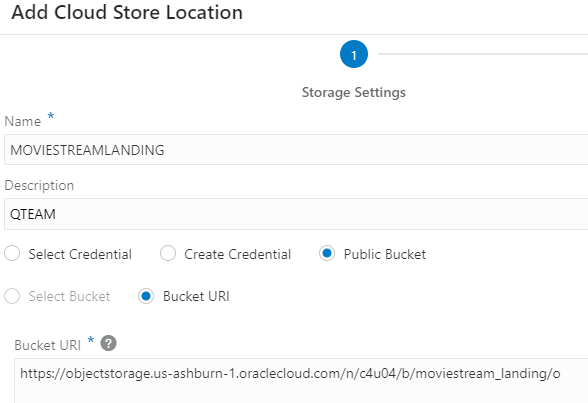 Add Cloud Store Location
1
Storage Settings
Name *
MOVIESTREAMLANDING
Description
QTEAM
Select Credential Create Credential Public Bucket
Select Bucket Bucket URI
Bucket URI * ?
https://objectstorage.us-ashburn-1.oraclecloud.com/n/c4u04/b/moviestream_landing/o